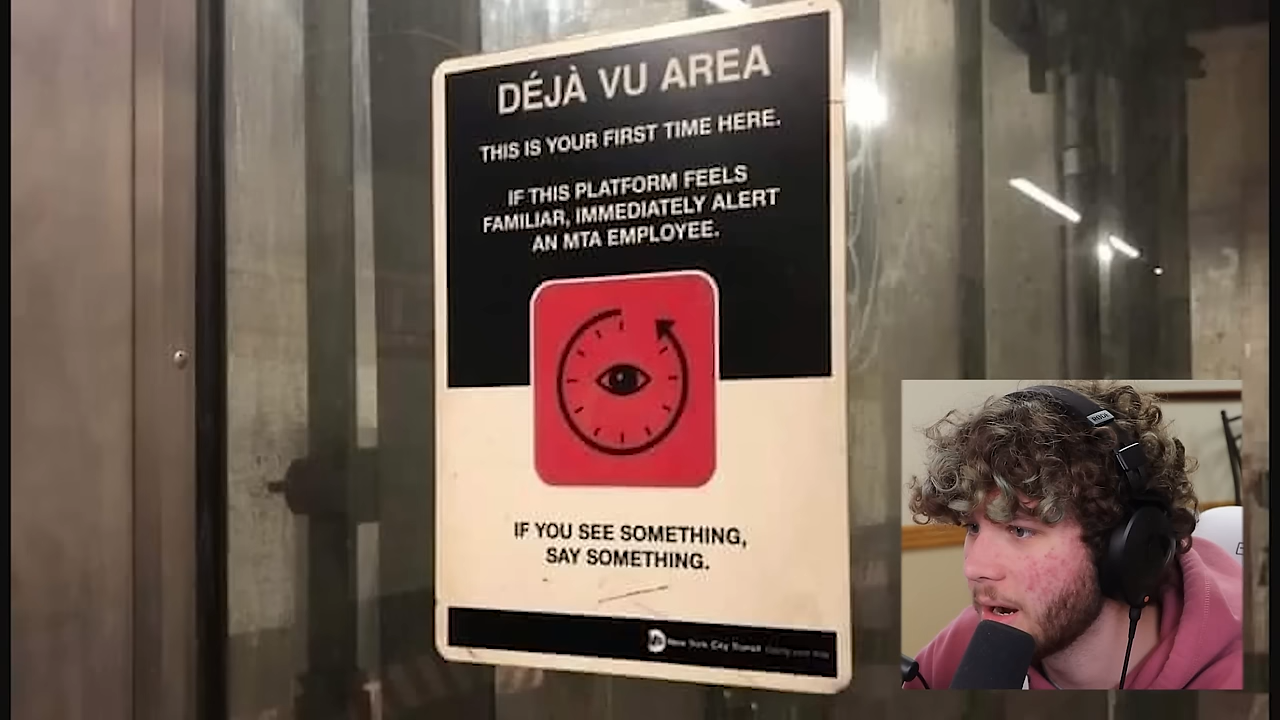 DÉJÀ VU AREA
THIS IS YOUR FIRST TIME HERE.
IF THIS PLATFORM FEELS
FAMILIAR, IMMEDIATELY ALERT
AN MTA EMPLOYEE.
IF YOU SEE SOMETHING,
SAY SOMETHING.
New York City Transit
RODE